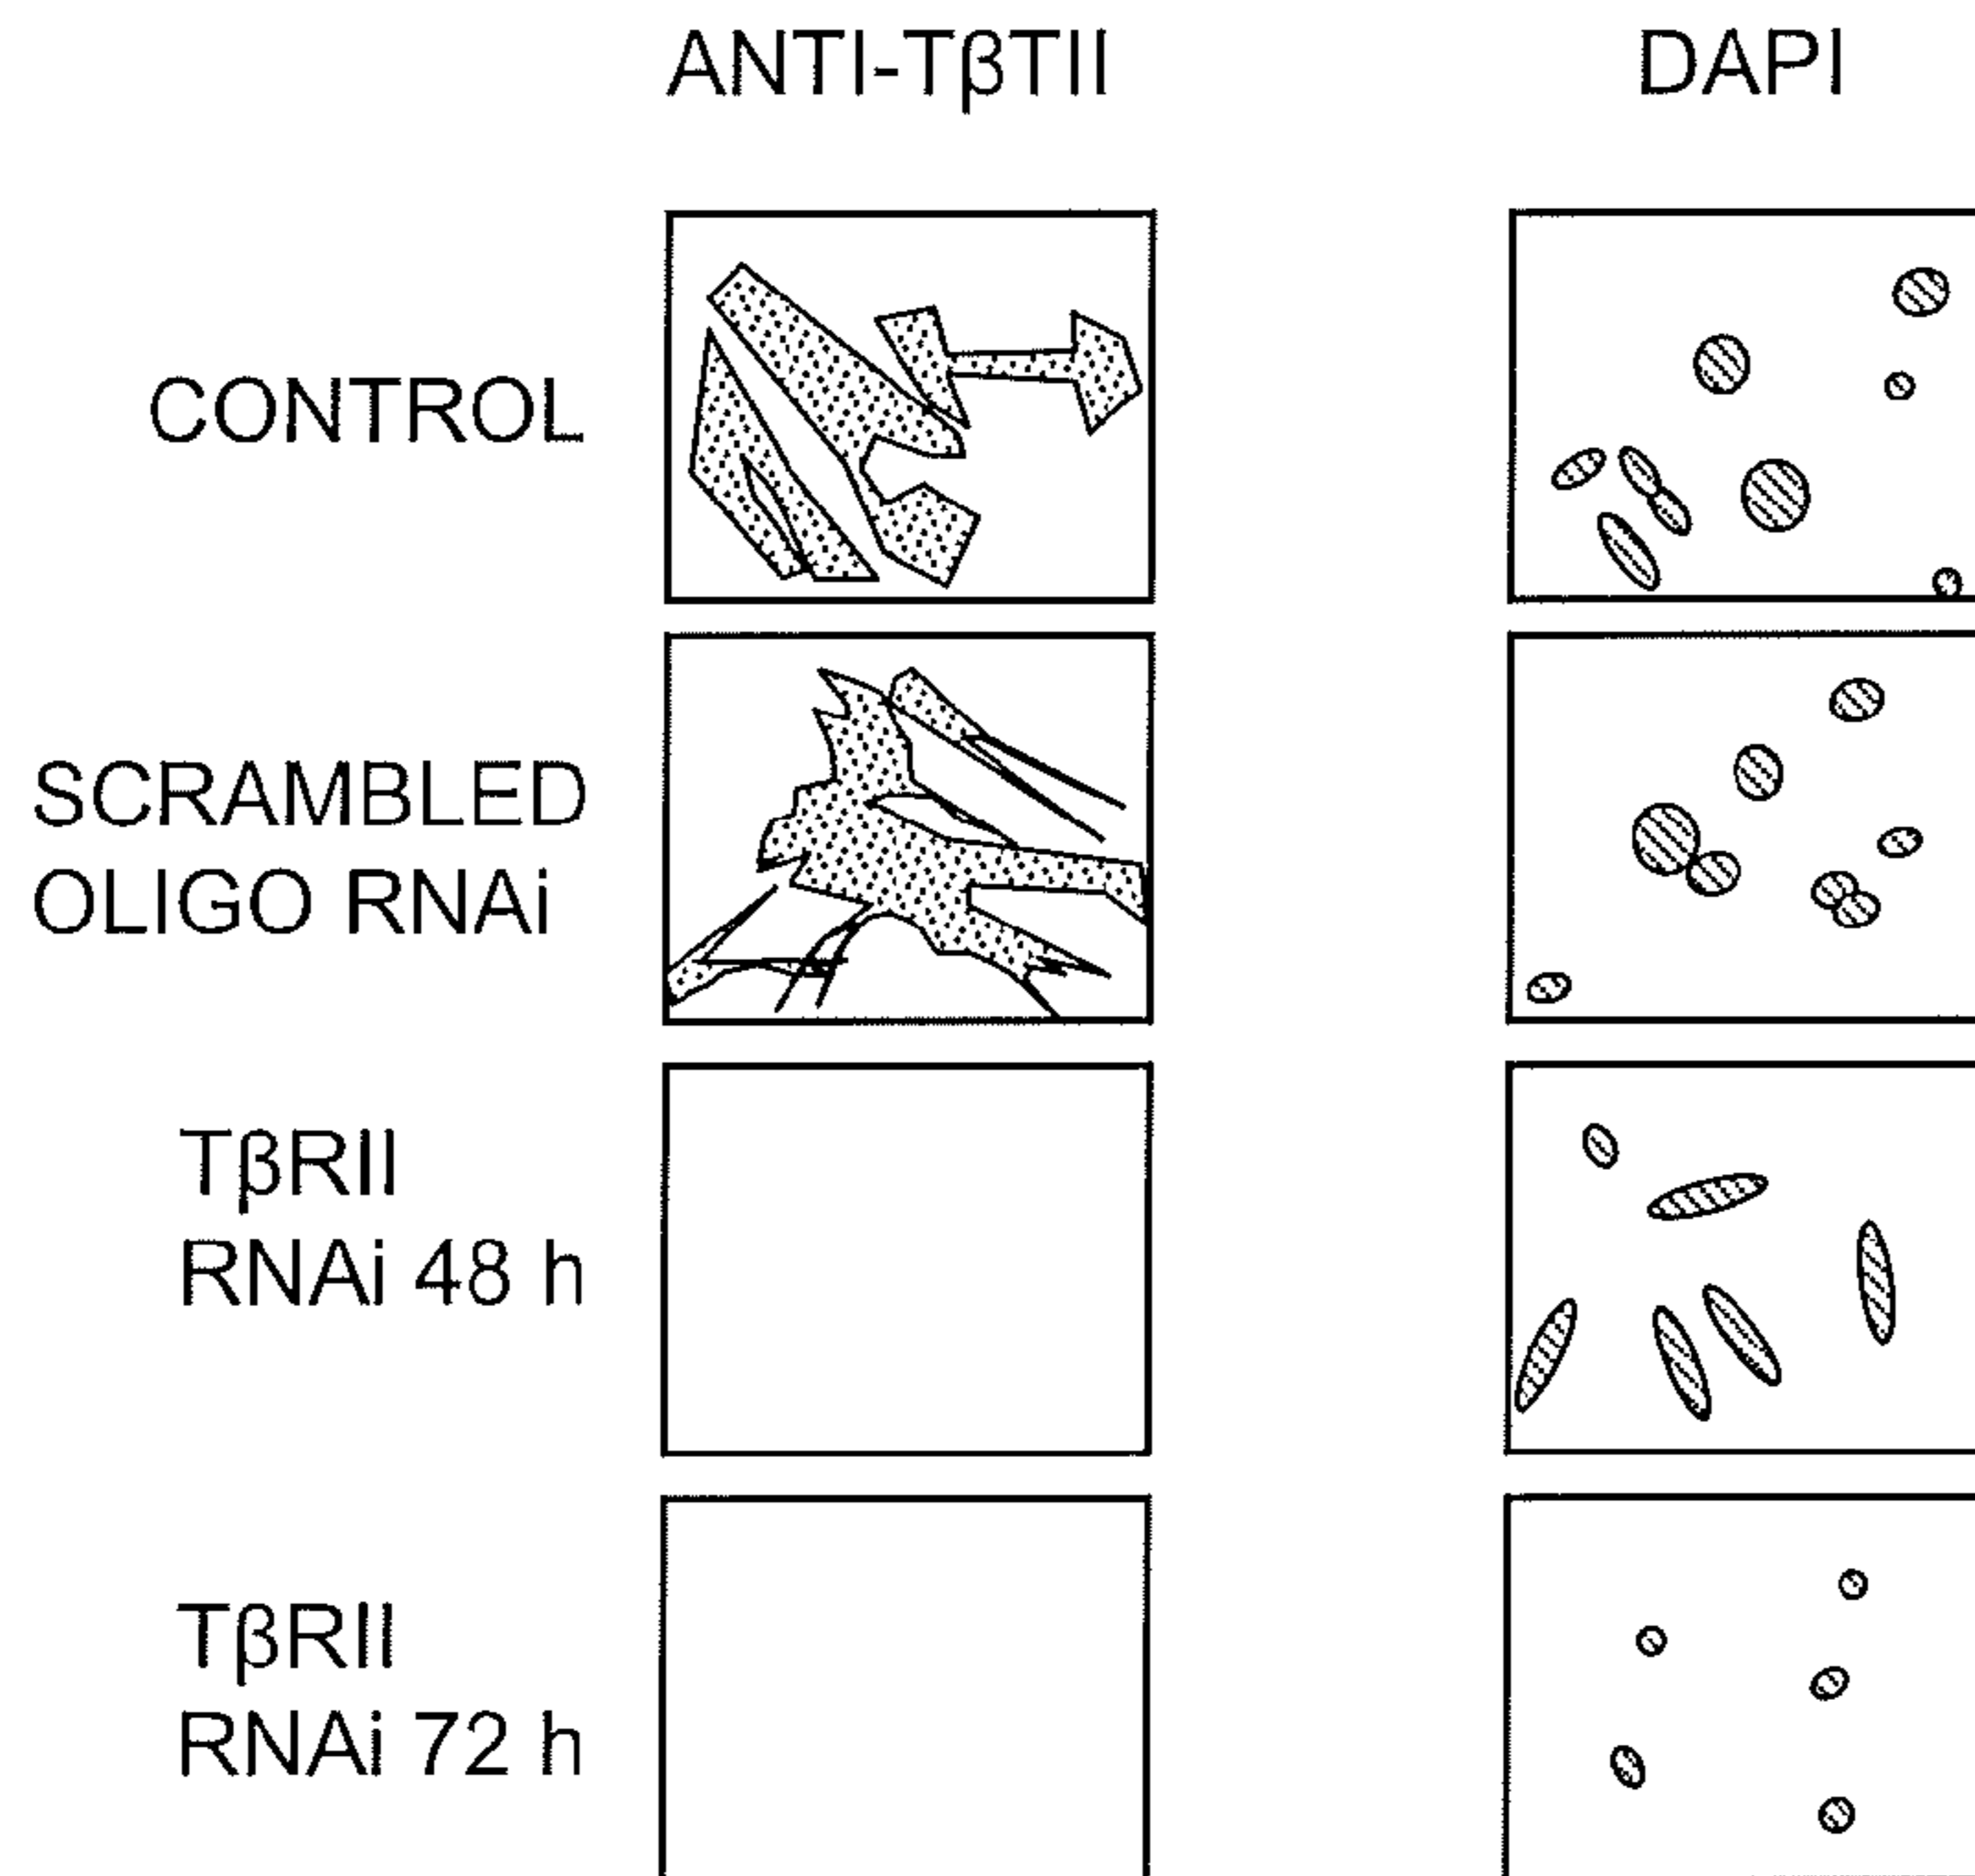 ANTI-TβTII
DAPI
CONTROL
SCRAMBLED
OLIGO RNAi
TβRII
RNAi 48 h
TβRII
RNAi 72 h